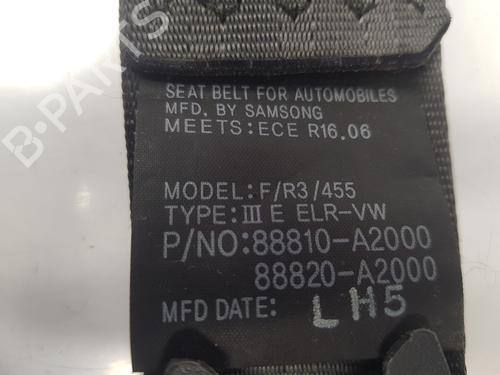 SEAT BELT FOR AUTOMOBILES
MFD. BY SAMSONG
MEETS:ECE R16.06
MODEL:F/R3/455
TYPE:III E ELR-VW
P/NO:88810-A2000
88820-A2000
MFD DATE: LH5